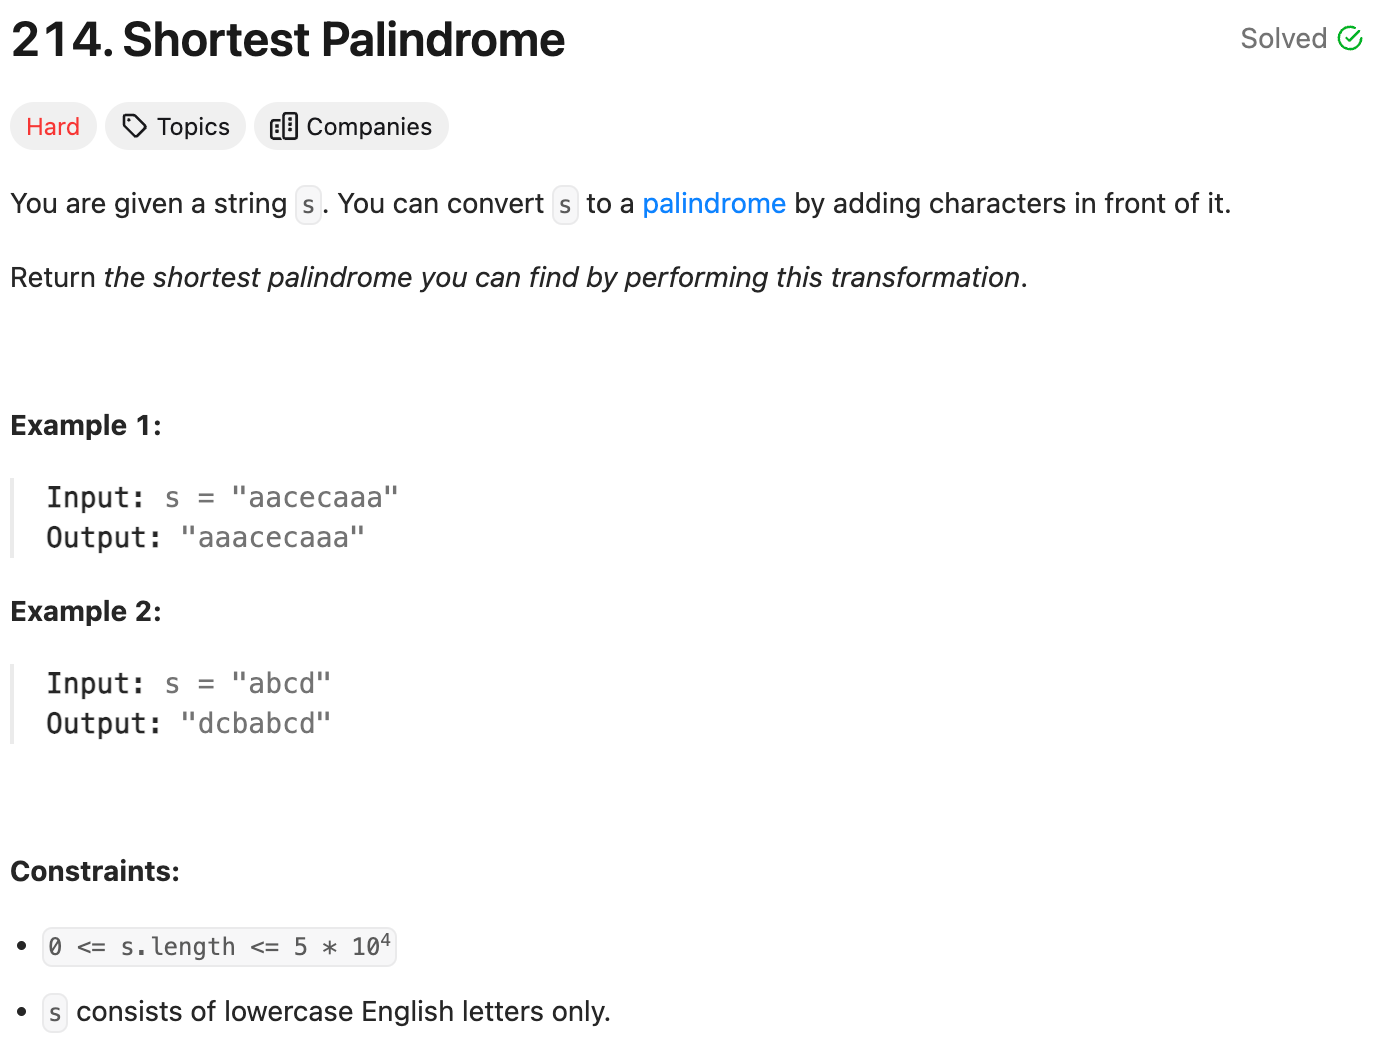 214. Shortest Palindrome
Solved
Hard
Topics
Companies
You are given a string s. You can convert s to a palindrome by adding characters in front of it.
Return the shortest palindrome you can find by performing this transformation.
Example 1:
Input: s = "aacecaaa"
Output: "aaacecaaa"
Example 2:
Input: s = "abcd"
Output: "dcbabcd"
Constraints:
• 0 <= s.length <= 5 * 10⁴
• s consists of lowercase English letters only.